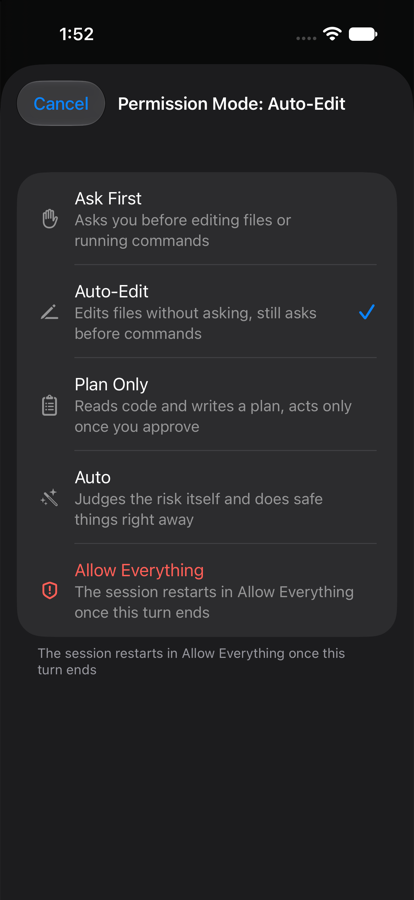 1:52
Cancel
Permission Mode: Auto-Edit
Ask First
Asks you before editing files or
running commands
Auto-Edit
Edits files without asking, still asks
before commands
Plan Only
Reads code and writes a plan, acts only
once you approve
Auto
Judges the risk itself and does safe
things right away
Allow Everything
The session restarts in Allow Everything
once this turn ends
The session restarts in Allow Everything once this
turn ends